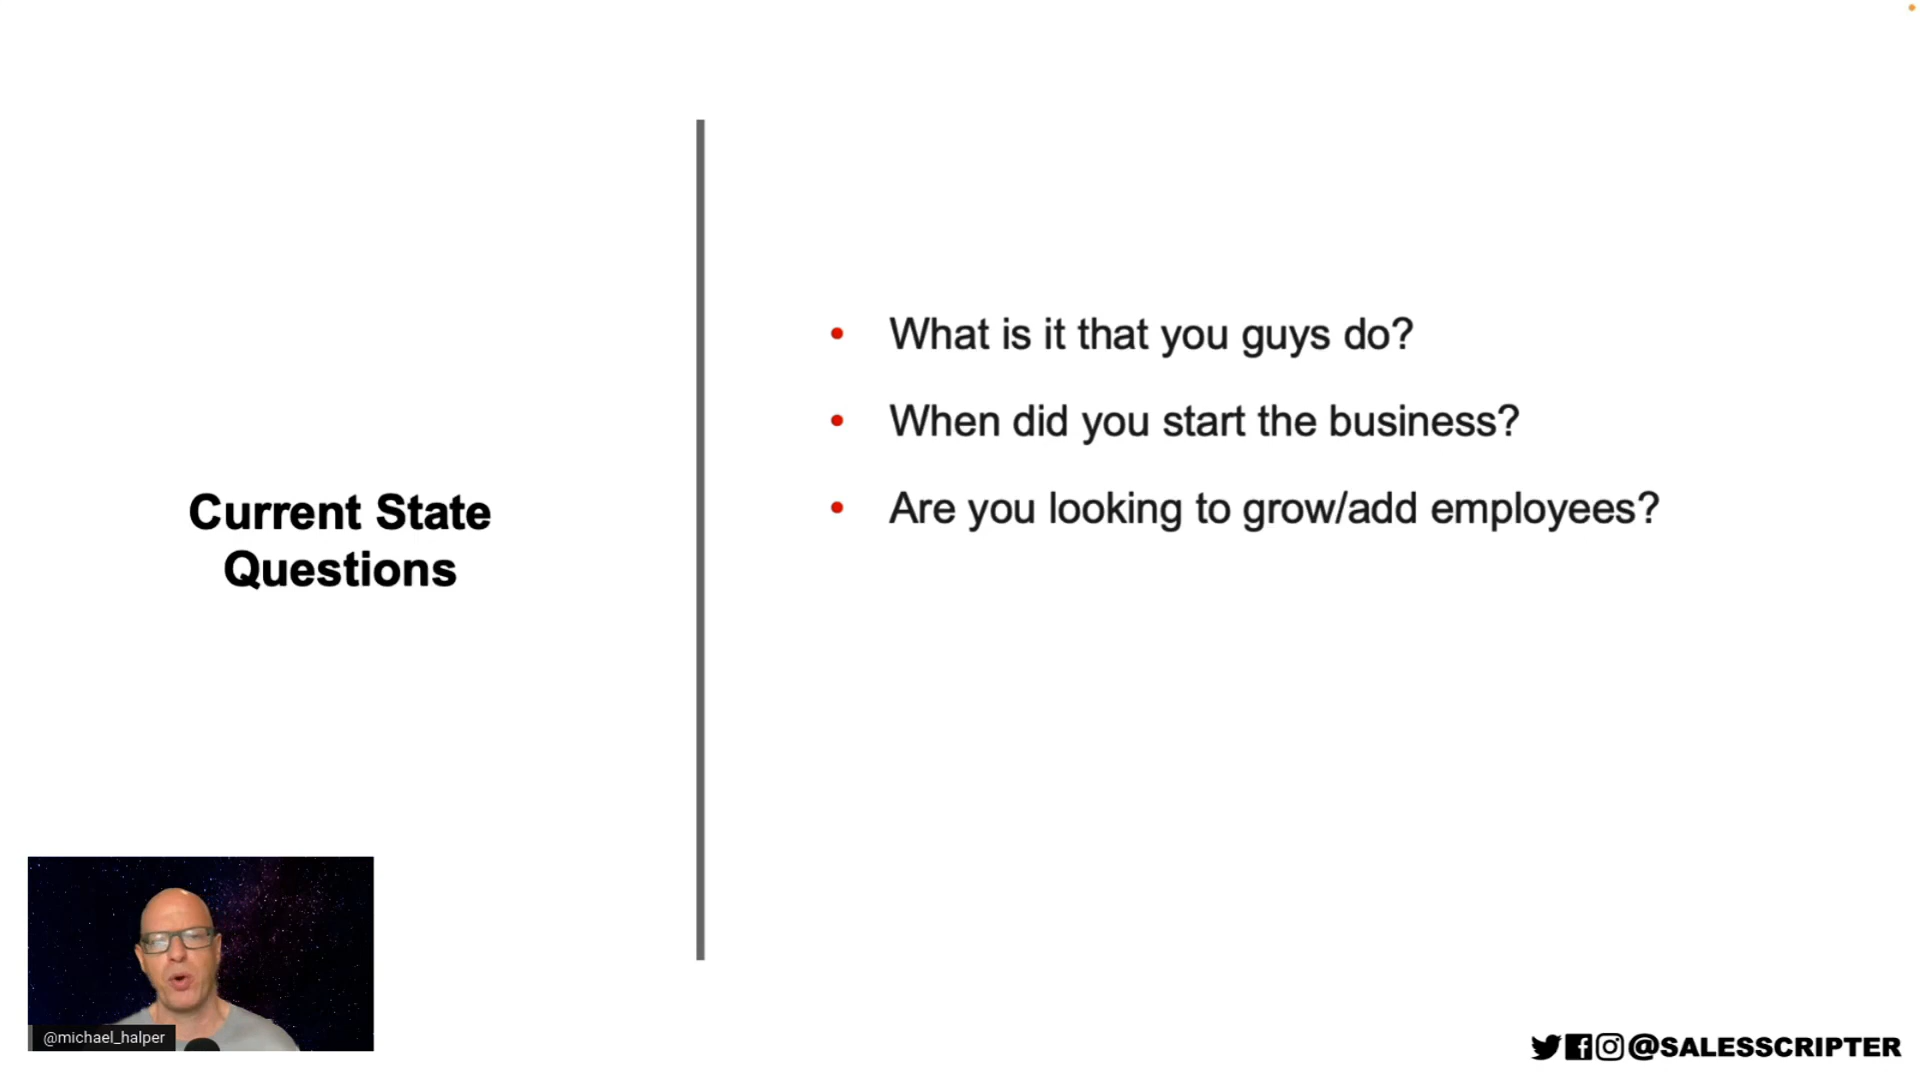 Current State
Questions
• What is it that you guys do?
• When did you start the business?
• Are you looking to grow/add employees?
@michael_halper
@SALESSCRIPTER